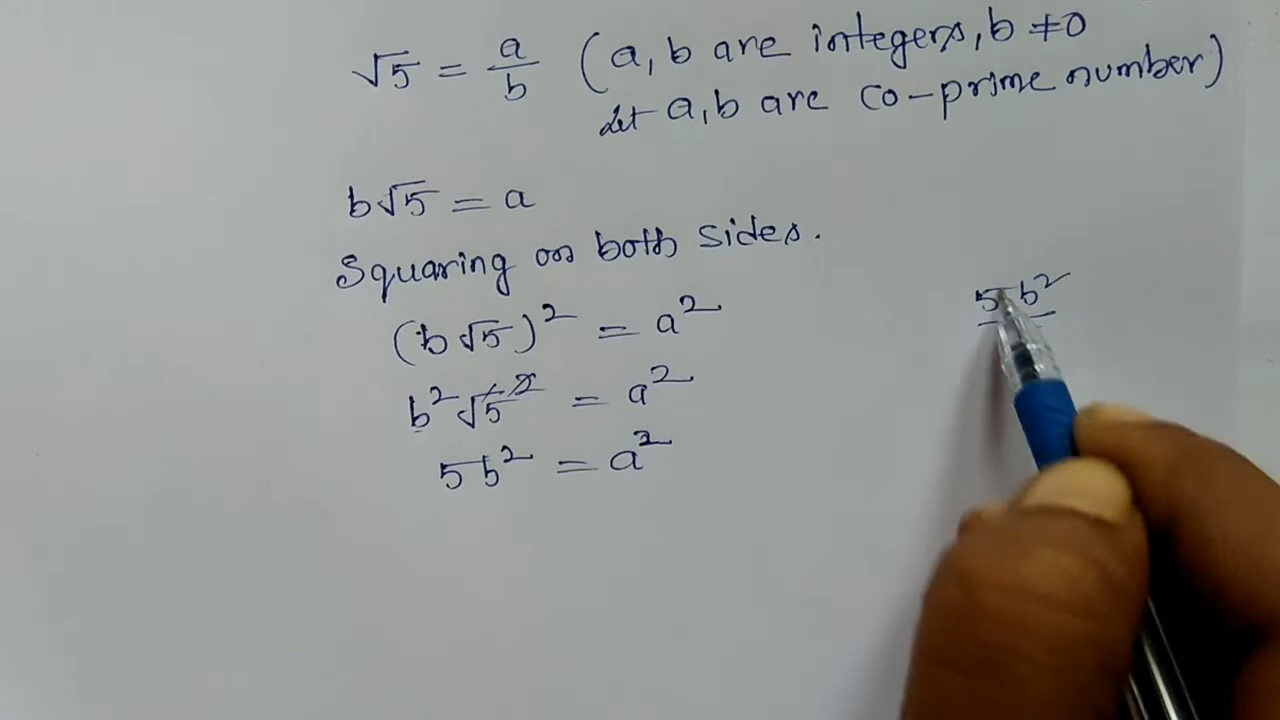 √5 = a/b (a, b are integers, b ≠ 0
Let a, b are co-prime number)
b√5 = a
Squaring on both sides.
(b√5)² = a²
b²√5² = a²
5b² = a²
5b²